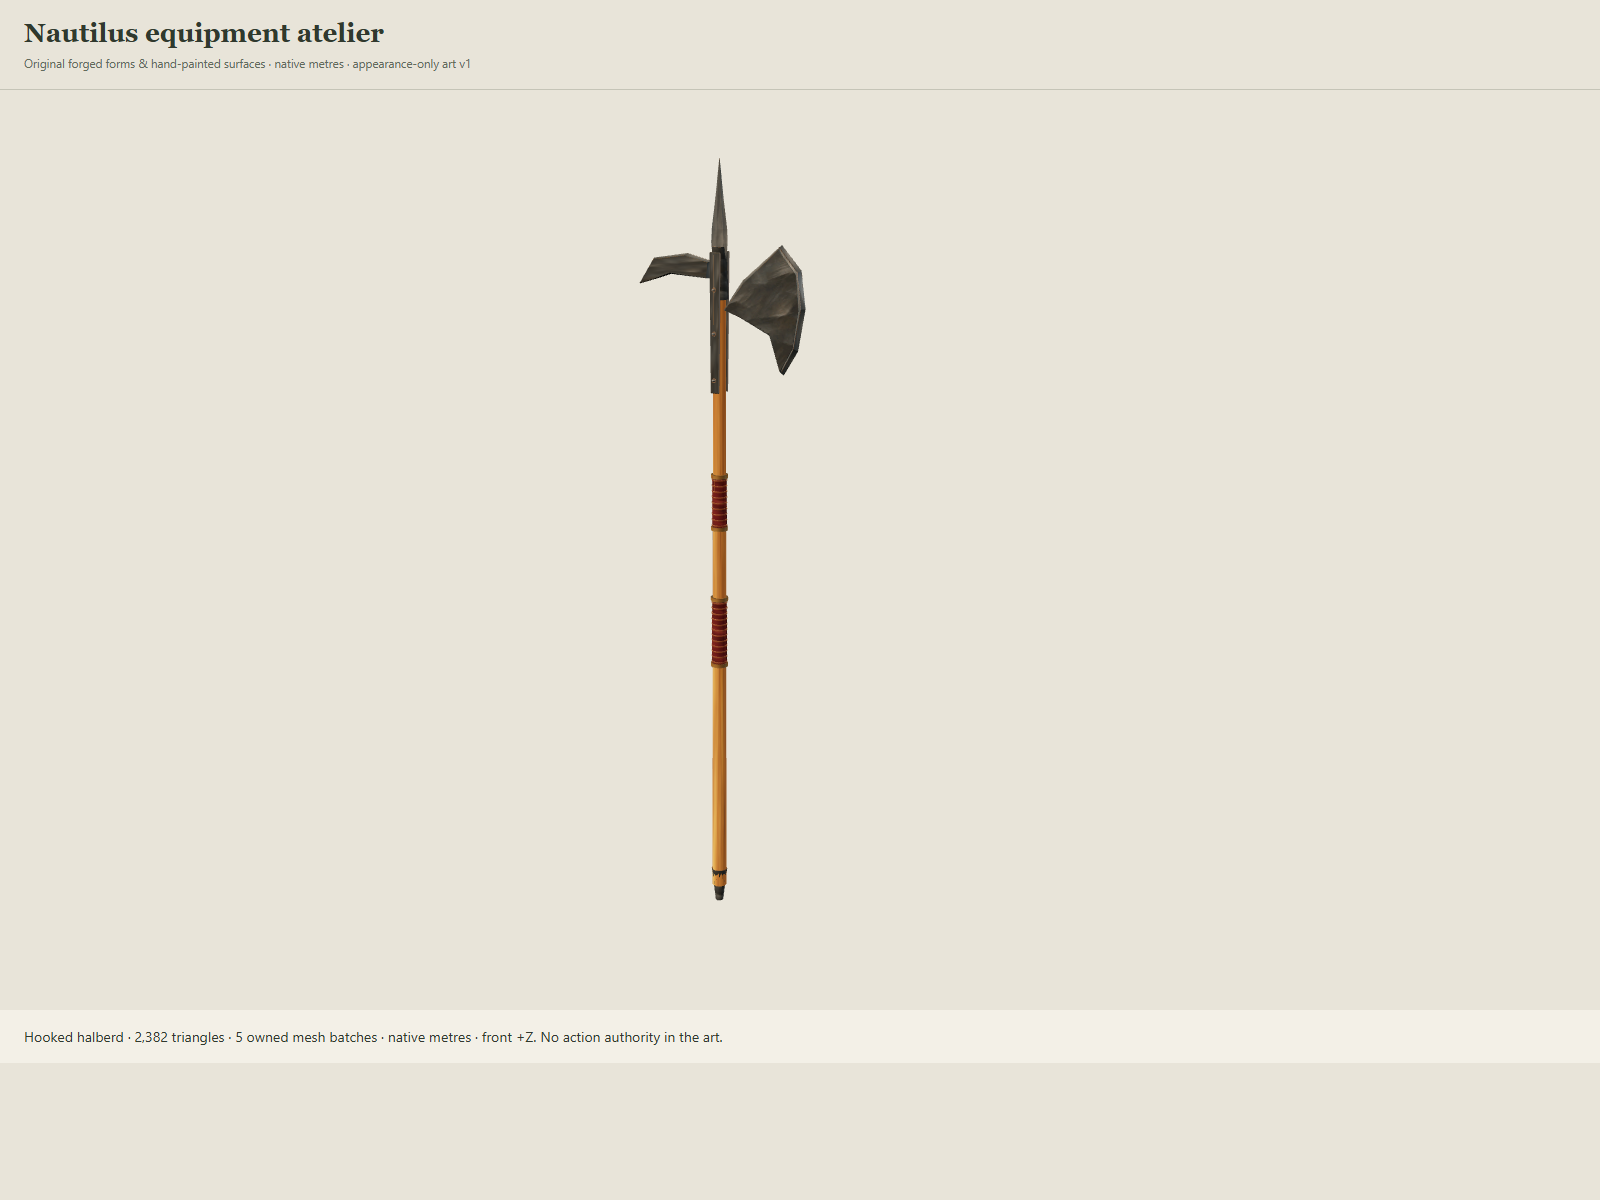 Nautilus equipment atelier
Original forged forms & hand-painted surfaces · native metres · appearance-only art v1
Hooked halberd · 2,382 triangles · 5 owned mesh batches · native metres · front +Z. No action authority in the art.